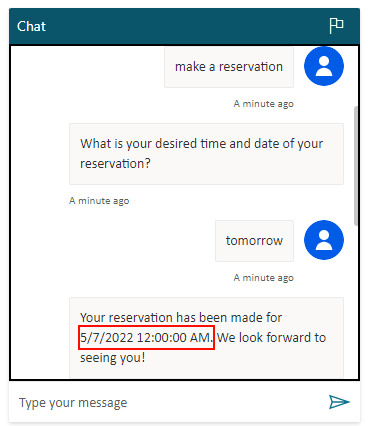 Chat
make a reservation
A minute ago
What is your desired time and date of your
reservation?
A minute ago
tomorrow
A minute ago
Your reservation has been made for
5/7/2022 12:00:00 AM. We look forward to
seeing you!
Type your message